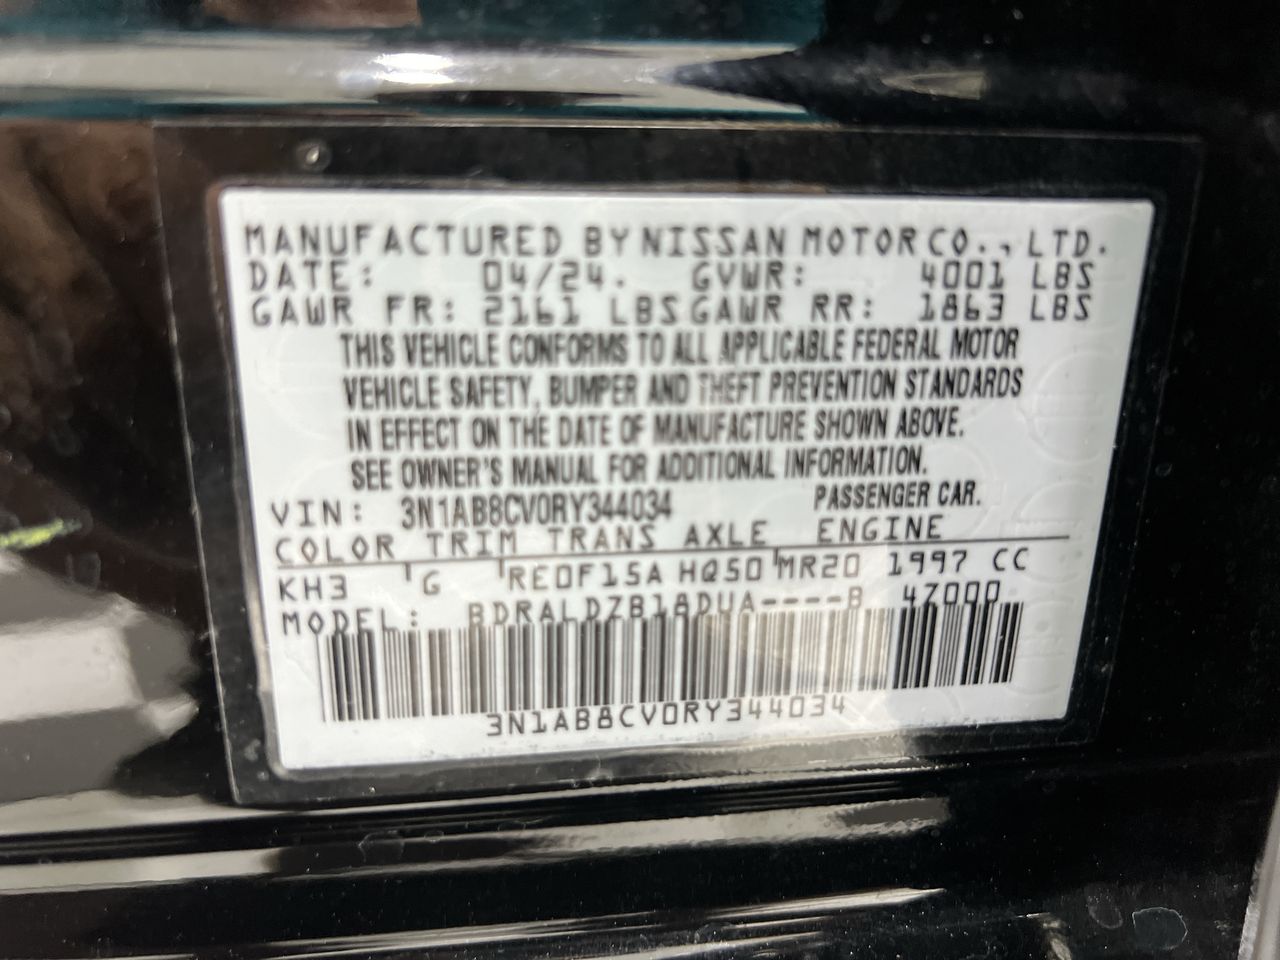 MANUFACTURED BY NISSAN MOTOR CO., LTD.
DATE: 04/24. GVWR: 4001 LBS
GAWR FR: 2161 LBS GAWR RR: 1863 LBS
THIS VEHICLE CONFORMS TO ALL APPLICABLE FEDERAL MOTOR
VEHICLE SAFETY, BUMPER AND THEFT PREVENTION STANDARDS
IN EFFECT ON THE DATE OF MANUFACTURE SHOWN ABOVE.
SEE OWNER'S MANUAL FOR ADDITIONAL INFORMATION.
VIN: 3N1AB8CV0RY344034 PASSENGER CAR.
COLOR TRIM TRANS AXLE ENGINE
KH3 G RE0F15A HQ50 MR20 1997 CC
MODEL: BDRALDZB18DUA----B 4Z000
3N1AB8CV0RY344034